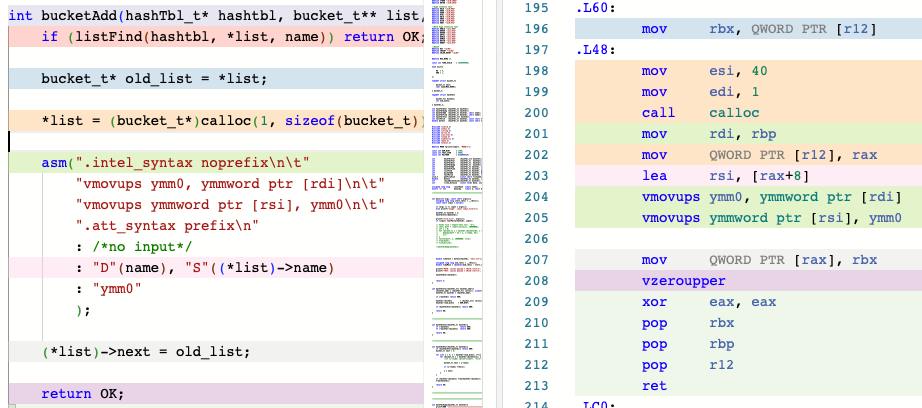 int bucketAdd(hashTbl_t* hashtbl, bucket_t** list,
if (listFind(hashtbl, *list, name)) return OK;
bucket_t* old_list = *list;
*list = (bucket_t*)calloc(1, sizeof(bucket_t)
asm(".intel_syntax noprefix\n\t"
"vmovups ymm0, ymmword ptr [rdi]\n\t"
"vmovups ymmword ptr [rsi], ymm0\n\t"
".att_syntax prefix\n"
: /*no input*/
: "D"(name), "S"((*list)->name)
: "ymm0"
);
(*list)->next = old_list;
return OK;
195 .L60:
196 mov rbx, QWORD PTR [r12]
197 .L48:
198 mov esi, 40
199 mov edi, 1
200 call calloc
201 mov rdi, rbp
202 mov QWORD PTR [r12], rax
203 lea rsi, [rax+8]
204 vmovups ymm0, ymmword ptr [rdi]
205 vmovups ymmword ptr [rsi], ymm0
206
207 mov QWORD PTR [rax], rbx
208 vzeroupper
209 xor eax, eax
210 pop rbx
211 pop rbp
212 pop r12
213 ret
214 .LC0: